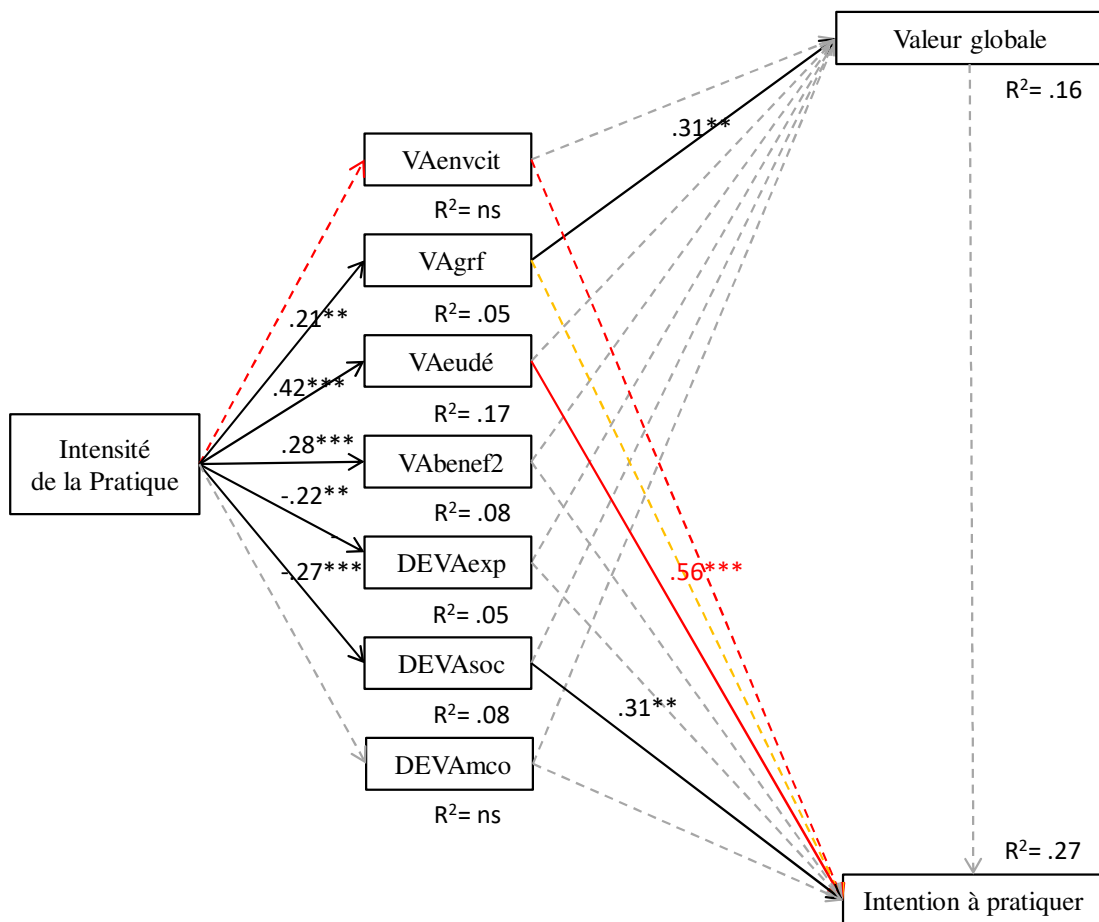 Valeur globale
R²= .16
.31**
VAenvcit
R²= ns
VAgrf
.21**
R²= .05
VAeudé
.42***
R²= .17
Intensité
de la Pratique
.28***
VAbenef2
-.22**
R²= .08
-
DEVAexp
-.27***
.56***
R²= .05
DEVAsoc
.31**
R²= .08
DEVAmco
R²= ns
R²= .27
Intention à pratiquer